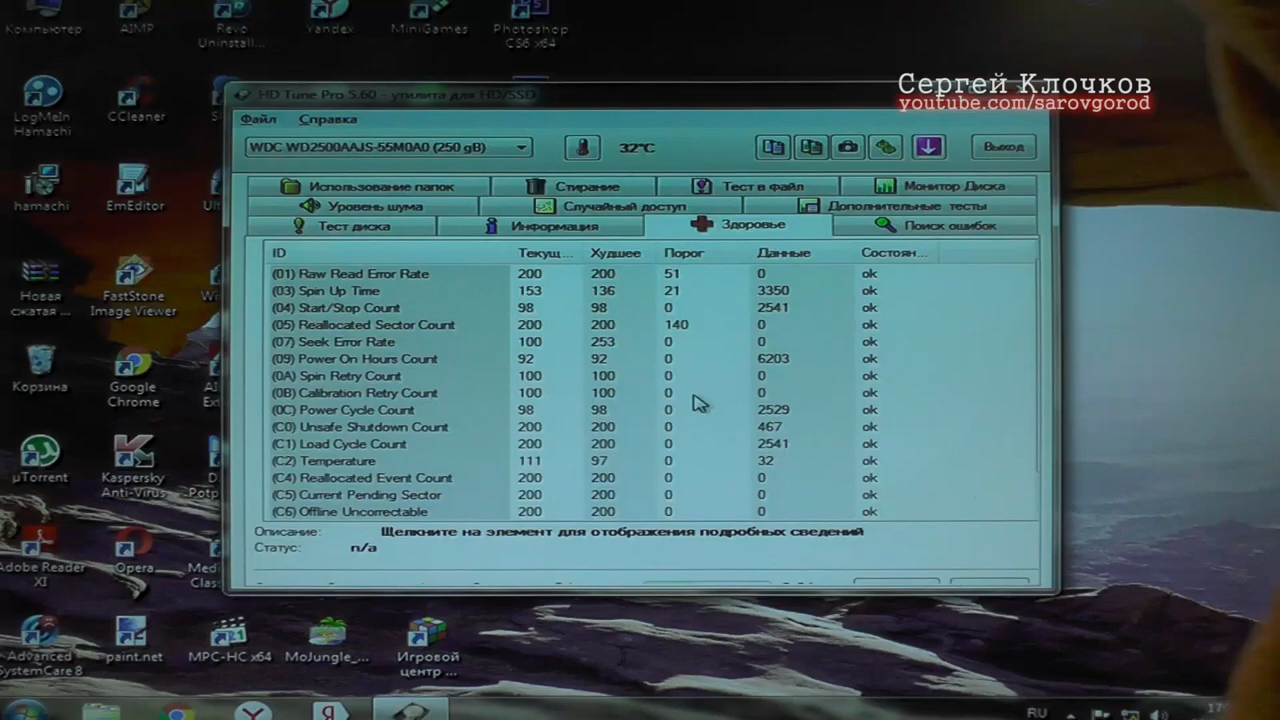 Компьютер
AIMP
Revo
Uninstall...
Yandex
MiniGames
Photoshop
CS6 x64
Сергей Клочков
youtube.com/sarovgorod
HD Tune Pro 5.60 - утилита для HD/SSD
Файл Справка
WDC WD2500AAJS-55M0A0 (250 gB) 32°C Выход
Использование папок Стирание Тест в файл Монитор Диска
Уровень шума Случайный доступ Дополнительные тесты
Тест диска Информация Здоровье Поиск ошибок
ID Текущ... Худшее Порог Данные Состоян...
(01) Raw Read Error Rate 200 200 51 0 ok
(03) Spin Up Time 153 136 21 3350 ok
(04) Start/Stop Count 98 98 0 2541 ok
(05) Reallocated Sector Count 200 200 140 0 ok
(07) Seek Error Rate 100 253 0 0 ok
(09) Power On Hours Count 92 92 0 6203 ok
(0A) Spin Retry Count 100 100 0 0 ok
(0B) Calibration Retry Count 100 100 0 0 ok
(0C) Power Cycle Count 98 98 0 2529 ok
(C0) Unsafe Shutdown Count 200 200 0 467 ok
(C1) Load Cycle Count 200 200 0 2541 ok
(C2) Temperature 111 97 0 32 ok
(C4) Reallocated Event Count 200 200 0 0 ok
(C5) Current Pending Sector 200 200 0 0 ok
(C6) Offline Uncorrectable 200 200 0 0 ok
Описание: Щелкните на элемент для отображения подробных сведений
Статус: n/a
LogMeIn
Hamachi
CCleaner
hamachi
EmEditor
Новая
сжатая ...
FastStone
Image Viewer
Корзина
Google
Chrome
µTorrent
Kaspersky
Anti-Virus
Adobe Reader
XI
Opera
Advanced
SystemCare 8
paint.net
MPC-HC x64
MoJungle_...
Игровой
центр ...
RU